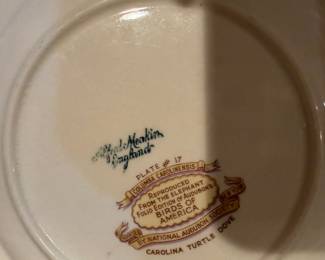 Alfred Meakin
England
PLATE # 17
COLUMBA CAROLINENSIS
REPRODUCED
FROM THE ELEPHANT
FOLIO EDITION OF AUDUBON'S
BIRDS OF
AMERICA
BY NATIONAL AUDUBON
CAROLINA TURTLE DOVE